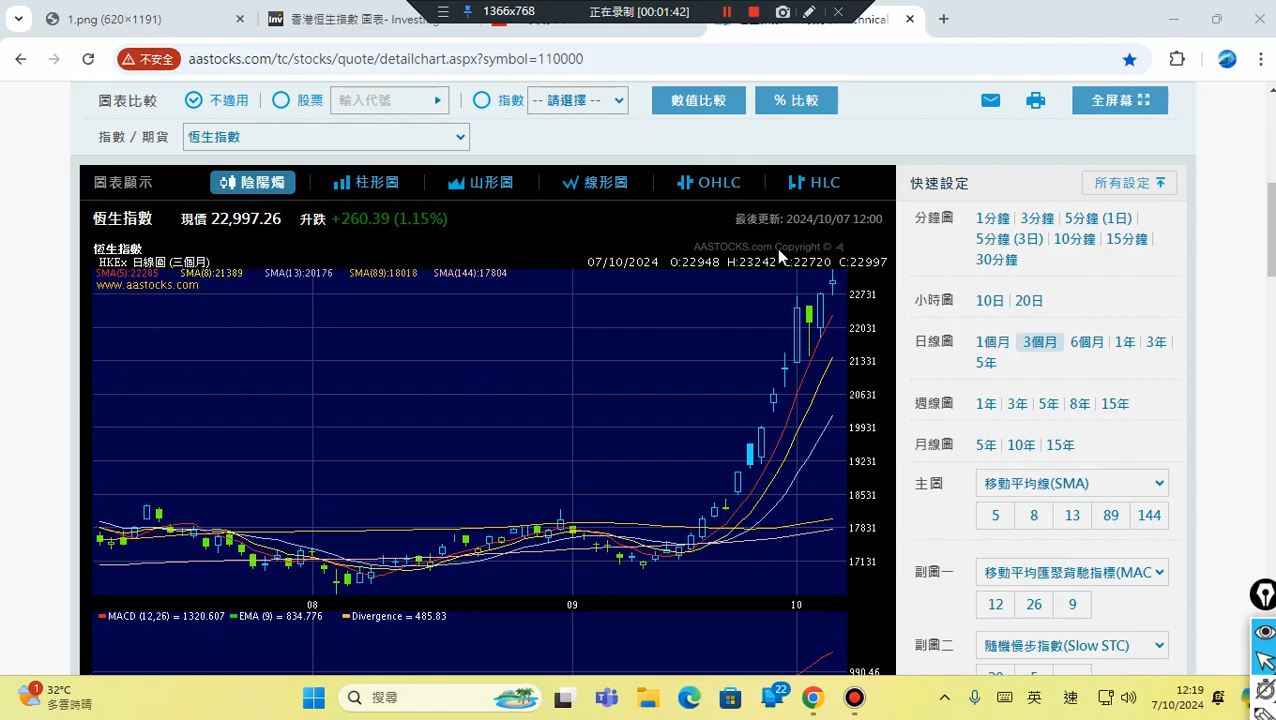 1.png (620×1191)
香港恒生指數 圖表- Investing
1366x768
正在录制 [00:01:42]
echnical
不安全
aastocks.com/tc/stocks/quote/detailchart.aspx?symbol=110000
圖表比較 不適用 股票 輸入代號 指數 -- 請選擇 -- 數值比較 % 比較 全屏幕
指數 / 期貨 恆生指數
圖表顯示 陰陽燭 柱形圖 山形圖 線形圖 OHLC HLC
恆生指數 現價 22,997.26 升跌 +260.39 (1.15%) 最後更新: 2024/10/07 12:00
恆生指數 AASTOCKS.com Copyright ©
HKEx 日線圖 (三個月) 07/10/2024 O:22948 H:23242 L:22720 C:22997
SMA(5):22285 SMA(8):21389 SMA(13):20176 SMA(89):18018 SMA(144):17804
www.aastocks.com
22731
22031
21331
20631
19931
19231
18531
17831
17131
08 09 10
MACD (12,26) = 1320.607 EMA (9) = 834.776 Divergence = 485.83
990.46
快速設定 所有設定
分鐘圖 1分鐘 | 3分鐘 | 5分鐘 (1日) |
5分鐘 (3日) | 10分鐘 | 15分鐘 |
30分鐘
小時圖 10日 | 20日
日線圖 1個月 3個月 6個月 | 1年 | 3年 |
5年
週線圖 1年 | 3年 | 5年 | 8年 | 15年
月線圖 5年 | 10年 | 15年
主圖 移動平均線(SMA)
5 8 13 89 144
副圖一 移動平均匯聚背馳指標(MAC
12 26 9
副圖二 隨機慢步指數(Slow STC)
1
32°C
多雲時晴
搜尋
22
英 速
12:19
7/10/2024